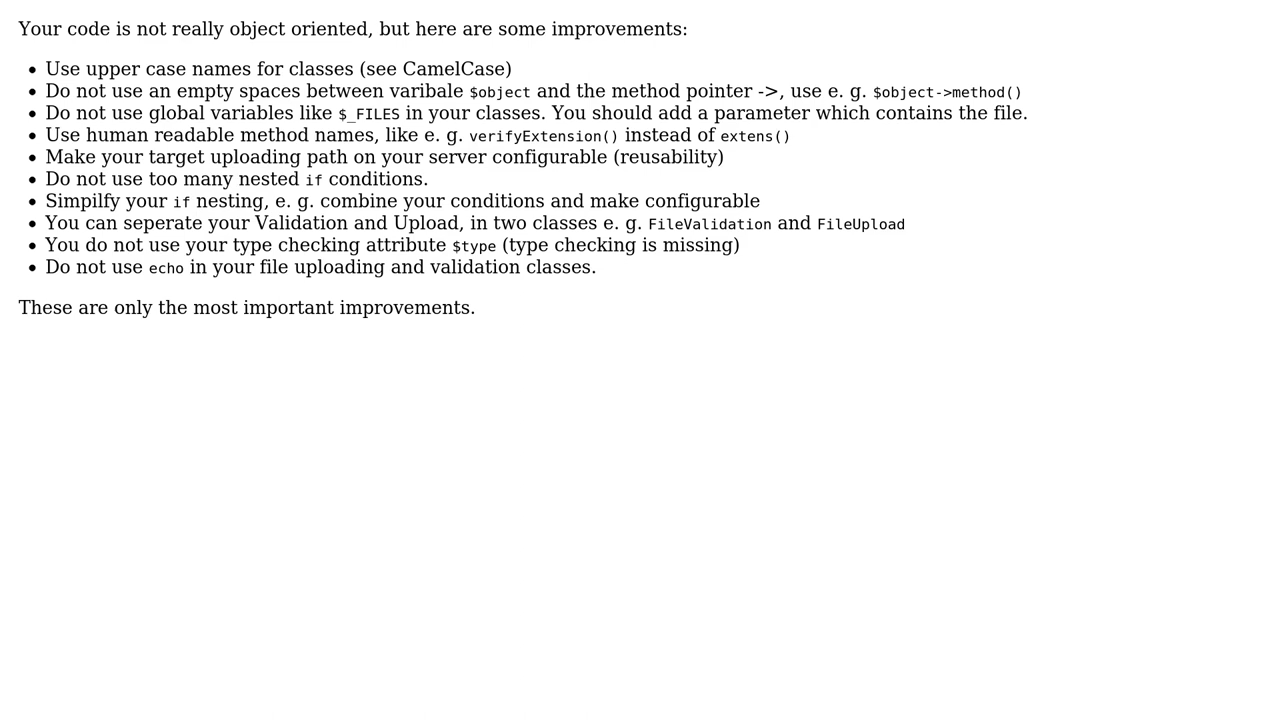 Your code is not really object oriented, but here are some improvements:
• Use upper case names for classes (see CamelCase)
• Do not use an empty spaces between varibale $object and the method pointer ->, use e. g. $object->method()
• Do not use global variables like $_FILES in your classes. You should add a parameter which contains the file.
• Use human readable method names, like e. g. verifyExtension() instead of extens()
• Make your target uploading path on your server configurable (reusability)
• Do not use too many nested if conditions.
• Simpilfy your if nesting, e. g. combine your conditions and make configurable
• You can seperate your Validation and Upload, in two classes e. g. FileValidation and FileUpload
• You do not use your type checking attribute $type (type checking is missing)
• Do not use echo in your file uploading and validation classes.
These are only the most important improvements.